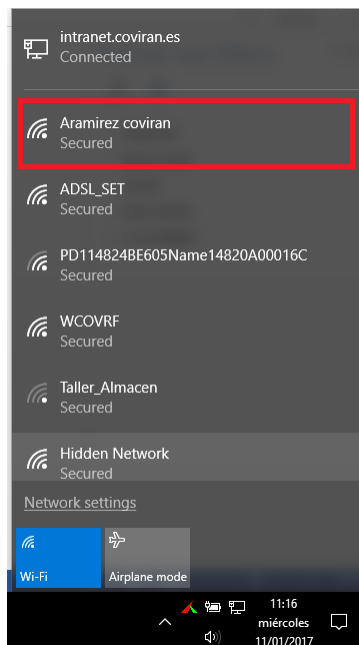 intranet.coviran.es
Connected
Aramirez coviran
Secured
ADSL_SET
Secured
PD114824BE605Name14820A00016C
Secured
WCOVRF
Secured
Taller_Almacen
Secured
Hidden Network
Secured
Network settings
Wi-Fi
Airplane mode
11:16
miércoles
11/01/2017